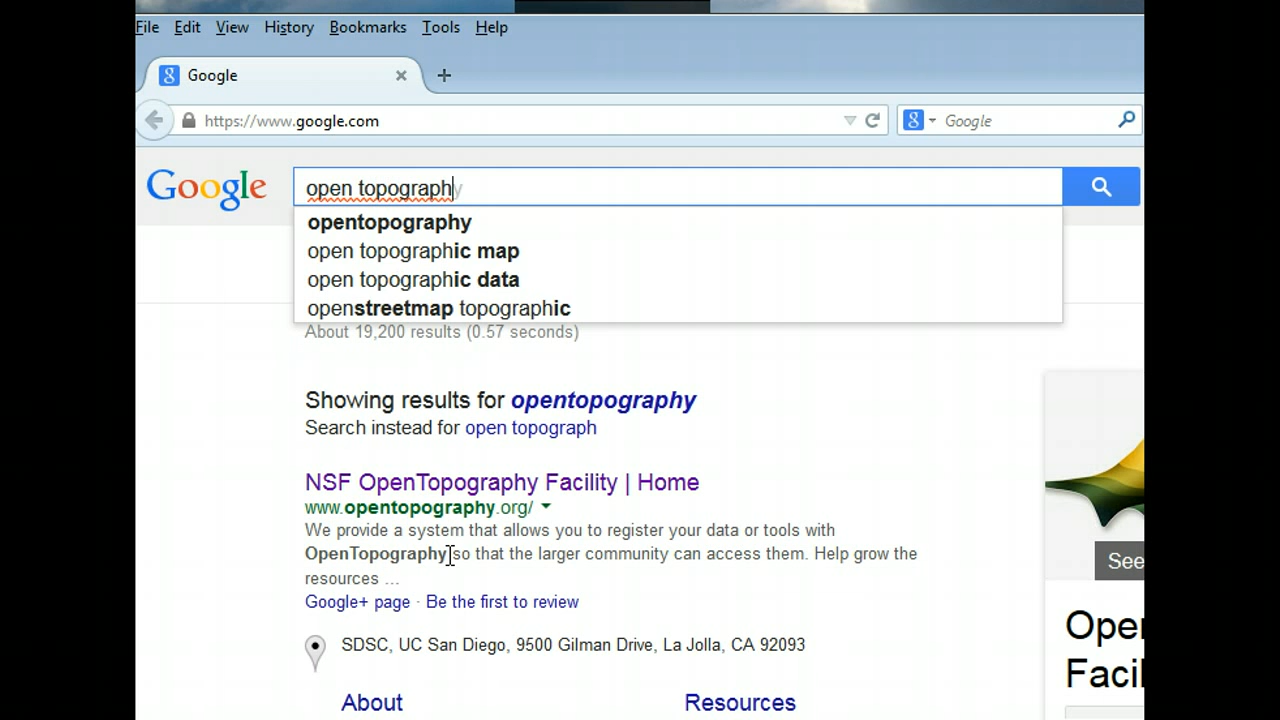 File Edit View History Bookmarks Tools Help
Google
https://www.google.com Google
Google open topography
opentopography
open topographic map
open topographic data
openstreetmap topographic
About 19,200 results (0.57 seconds)
Showing results for opentopography
Search instead for open topograph
NSF OpenTopography Facility | Home
www.opentopography.org/
We provide a system that allows you to register your data or tools with
OpenTopography so that the larger community can access them. Help grow the
resources ...
Google+ page · Be the first to review
See
SDSC, UC San Diego, 9500 Gilman Drive, La Jolla, CA 92093
Ope
Facil
About Resources